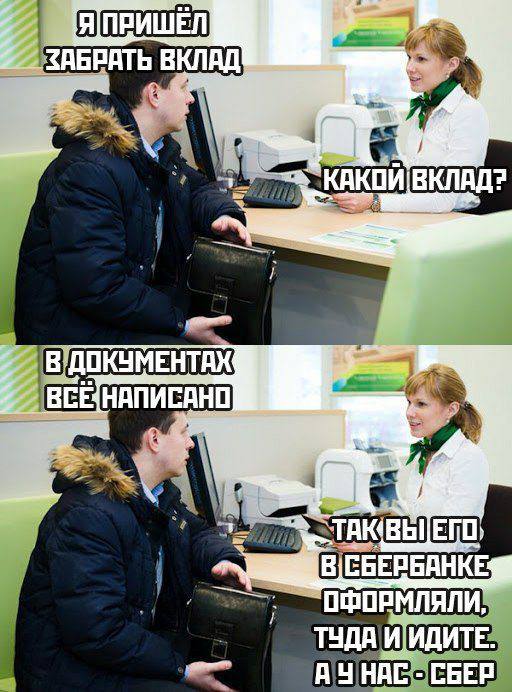 Я ПРИШЁЛ
ЗАБРАТЬ ВКЛАД
КАКОЙ ВКЛАД?
В ДОКУМЕНТАХ
ВСЁ НАПИСАНО
ТАК ВЫ ЕГО
В СБЕРБАНКЕ
ОФОРМЛЯЛИ,
ТУДА И ИДИТЕ.
А У НАС - СБЕР